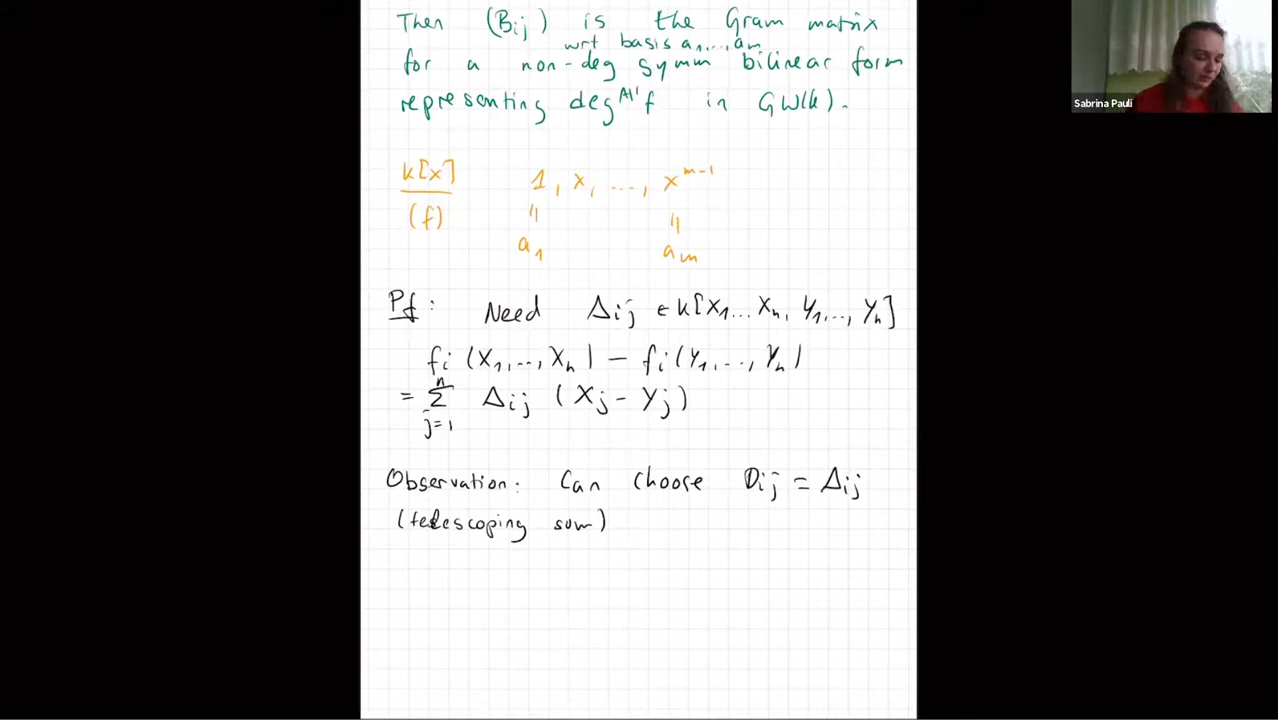 Then (Bij) is the Gram matrix
wrt basis a1,...,am
for a non-deg symm bilinear form
representing deg^A1 f in GW(k).
k[x] / (f) 1, x, ..., x^m-1
= =
a1 am
Pf: Need Δij ∈ k[X1...Xn, Y1,..., Yn]
fi (X1,..., Xn) - fi (Y1,..., Yn)
= Σ_{j=1}^{n} Δij (Xj - Yj)
Observation: Can choose Dij = Δij
(telescoping sum)
Sabrina Pauli